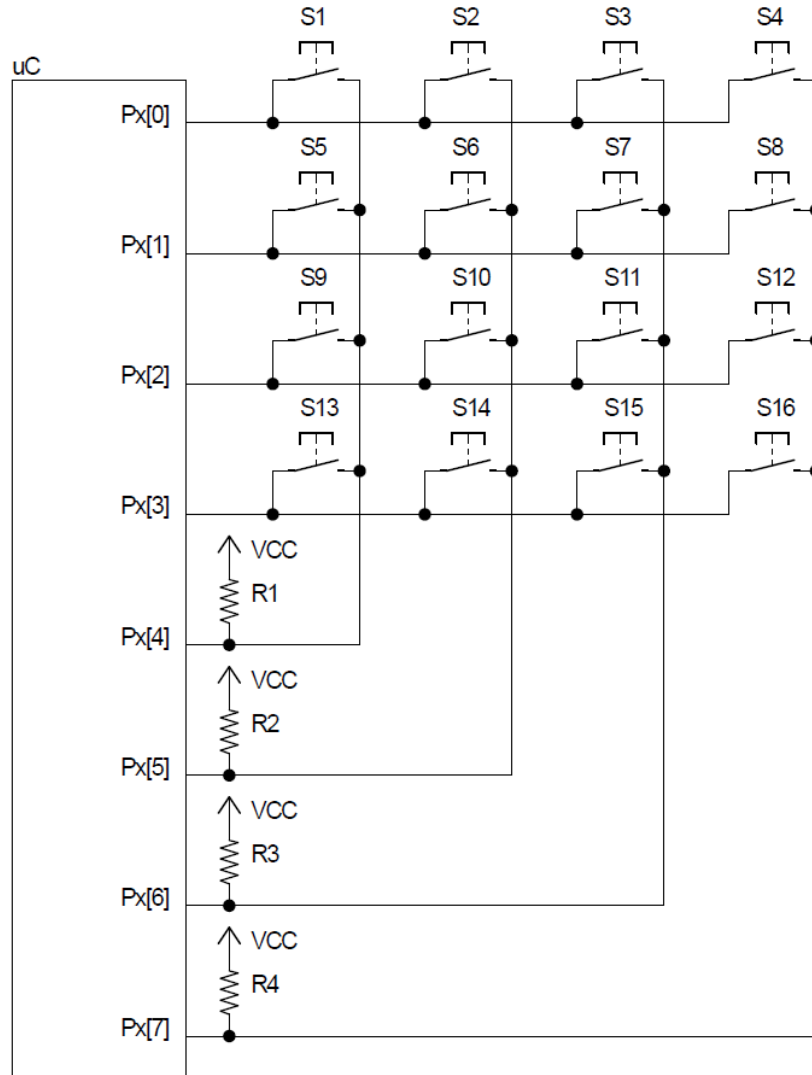 S1 S2 S3 S4
uC
Px[0]
S5 S6 S7 S8
Px[1]
S9 S10 S11 S12
Px[2]
S13 S14 S15 S16
Px[3]
VCC
R1
Px[4]
VCC
R2
Px[5]
VCC
R3
Px[6]
VCC
R4
Px[7]